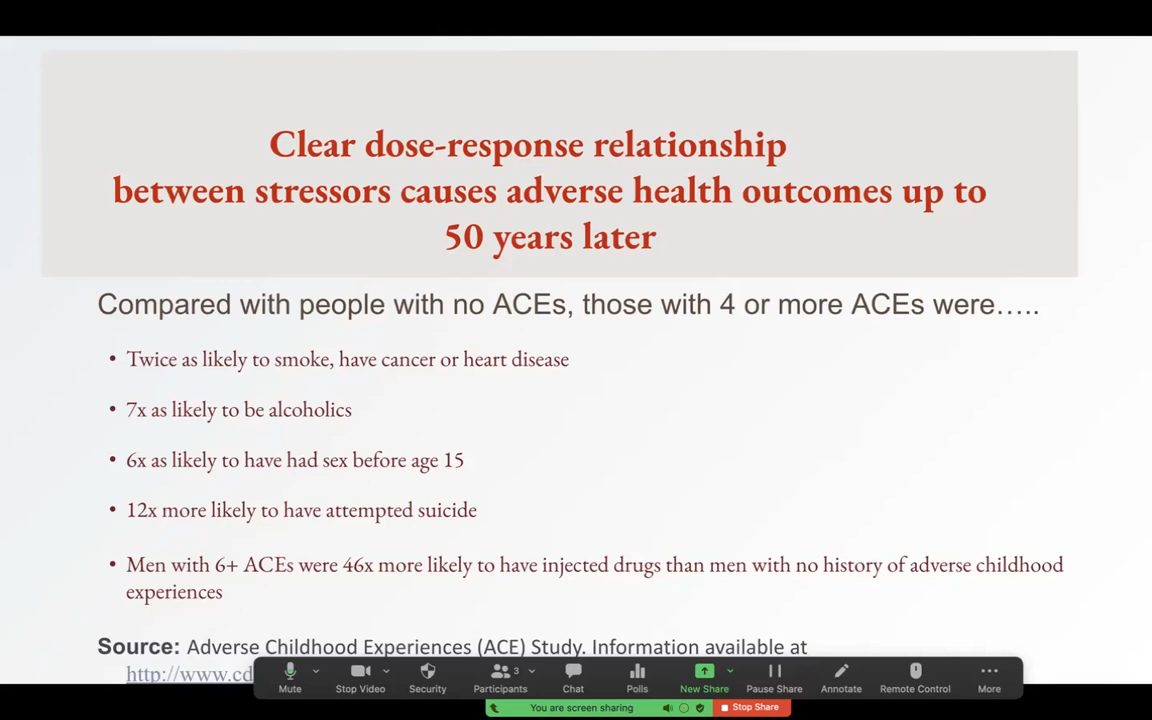 Clear dose-response relationship
between stressors causes adverse health outcomes up to
50 years later
Compared with people with no ACEs, those with 4 or more ACEs were…..
• Twice as likely to smoke, have cancer or heart disease
• 7x as likely to be alcoholics
• 6x as likely to have had sex before age 15
• 12x more likely to have attempted suicide
• Men with 6+ ACEs were 46x more likely to have injected drugs than men with no history of adverse childhood
experiences
Source: Adverse Childhood Experiences (ACE) Study. Information available at
http://www.cd
3
Mute Stop Video Security Participants Chat Polls New Share Pause Share Annotate Remote Control More
You are screen sharing Stop Share